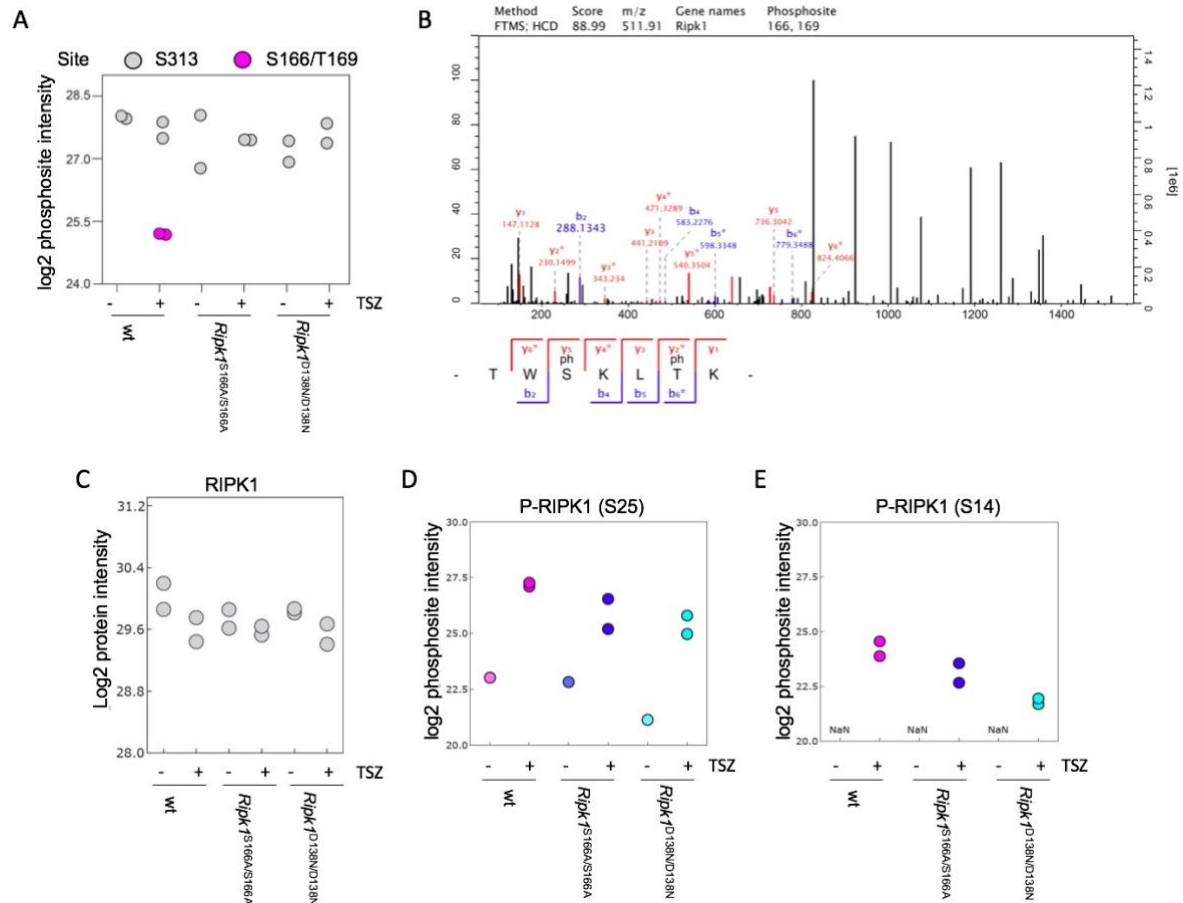 A
Site S313 S166/T169
log2 phosphosite intensity
28.5
27.0
25.5
24.0
- + - + - + TSZ
wt
Ripk1S166A/S166A
Ripk1D138N/D138N
B
Method Score m/z Gene names Phosphosite
FTMS; HCD 88.99 511.91 Ripk1 166, 169
100
80
60
40
20
0
1.4
1.2
1
0.8
0.6
0.4
0.2
0
[1e6]
y1
147.1128
y2*
230.1499
b2
288.1343
y3*
343.234
y3
441.2109
y4*
471.3289
b4
583.2276
y5*
540.3504
b5*
598.3348
y5
736.3042
b6*
779.3488
y6*
824.4066
200 400 600 800 1000 1200 1400
y6* y5 y4* y3 y2* y1
ph ph
- T W S K L T K -
b2 b4 b5 b6*
C
RIPK1
Log2 protein intensity
31.2
30.4
29.6
28.8
28.0
- + - + - + TSZ
wt
Ripk1S166A/S166A
Ripk1D138N/D138N
D
P-RIPK1 (S25)
log2 phosphosite intensity
30.0
27.5
25.0
22.5
20.0
- + - + - + TSZ
wt
Ripk1S166A/S166A
Ripk1D138N/D138N
E
P-RIPK1 (S14)
log2 phosphosite intensity
30.0
27.5
25.0
22.5
20.0
NaN NaN NaN
- + - + - + TSZ
wt
Ripk1S166A/S166A
Ripk1D138N/D138N